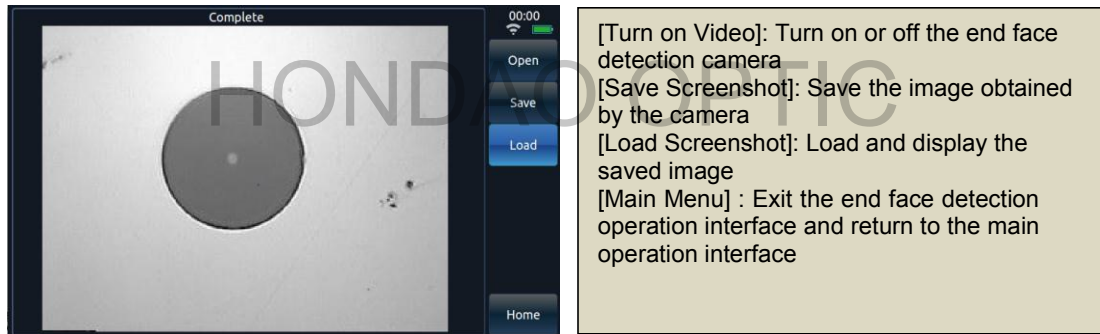 Complete
00:00
Open
Save
Load
Home
HONDAO OPTIC
[Turn on Video]: Turn on or off the end face
detection camera
[Save Screenshot]: Save the image obtained
by the camera
[Load Screenshot]: Load and display the
saved image
[Main Menu] : Exit the end face detection
operation interface and return to the main
operation interface